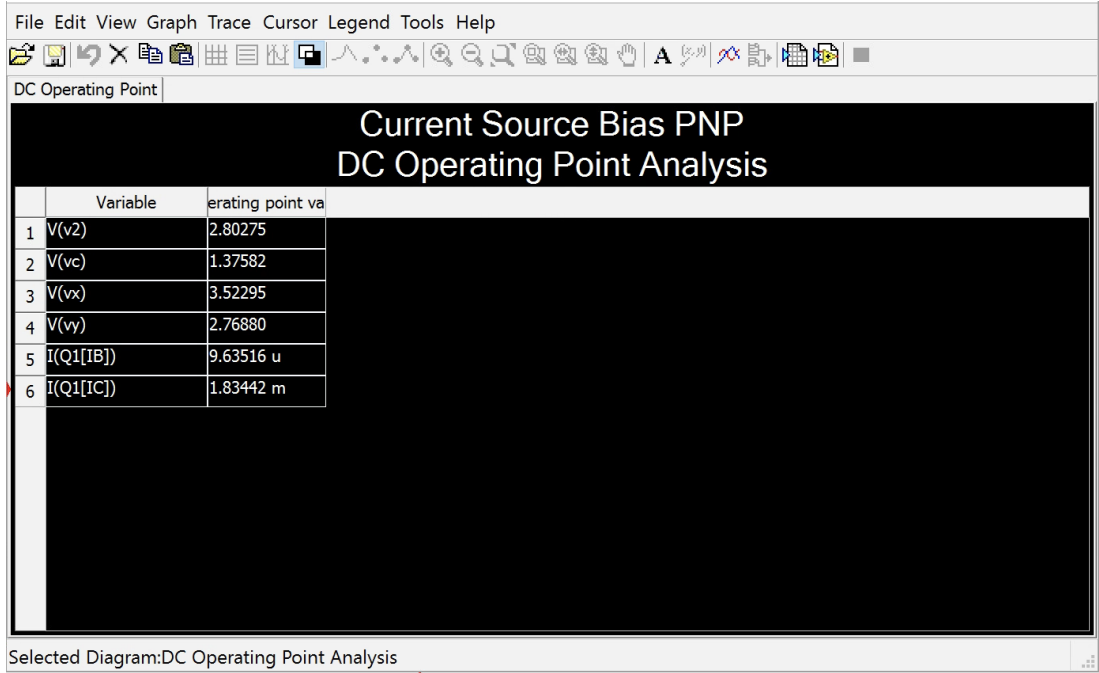 File Edit View Graph Trace Cursor Legend Tools Help
A (x,y)
DC Operating Point
Current Source Bias PNP
DC Operating Point Analysis
Variable erating point va
1 V(v2) 2.80275
2 V(vc) 1.37582
3 V(vx) 3.52295
4 V(vy) 2.76880
5 I(Q1[IB]) 9.63516 u
6 I(Q1[IC]) 1.83442 m
Selected Diagram:DC Operating Point Analysis